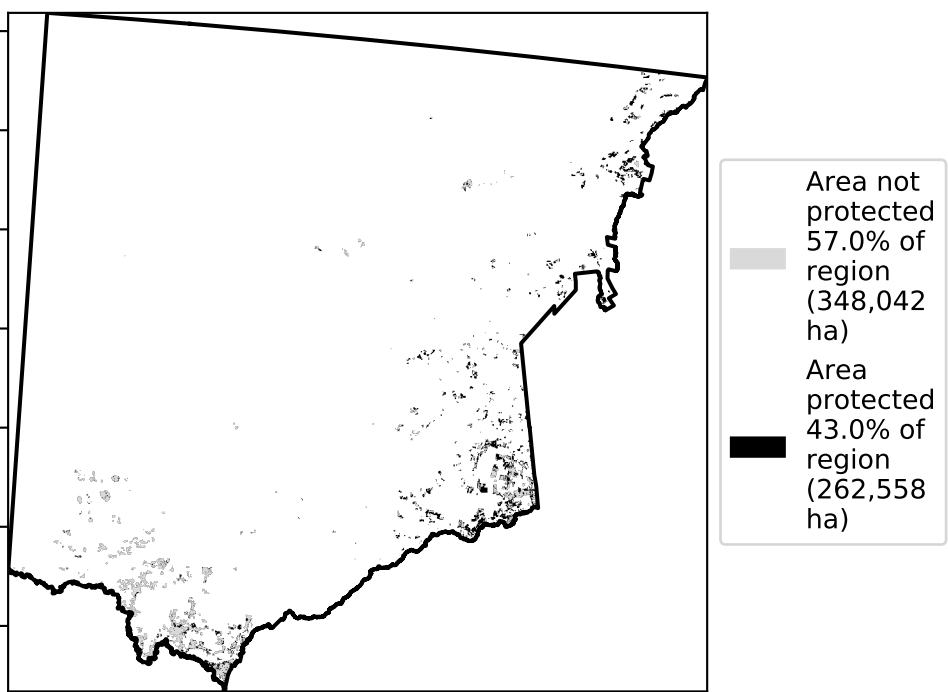 Area not
protected
57.0% of
region
(348,042
ha)
Area
protected
43.0% of
region
(262,558
ha)